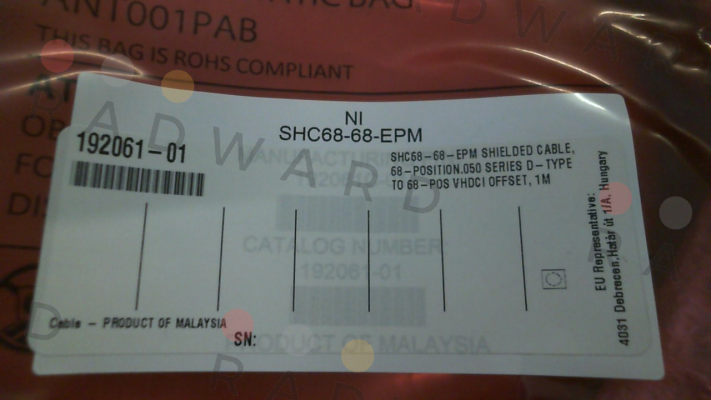 ANT001PAB
THIS BAG IS ROHS COMPLIANT
NI
SHC68-68-EPM
192061-01
SHC68-68-EPM SHIELDED CABLE,
68-POSITION.050 SERIES D-TYPE
TO 68-POS VHDCI OFFSET, 1M
CATALOG NUMBER:
192061-01
EU Representative:
4031 Debrecen,Határ út 1/A, Hungary
Cable - PRODUCT OF MALAYSIA
SN:
PRODUCT OF MALAYSIA
RADWARD